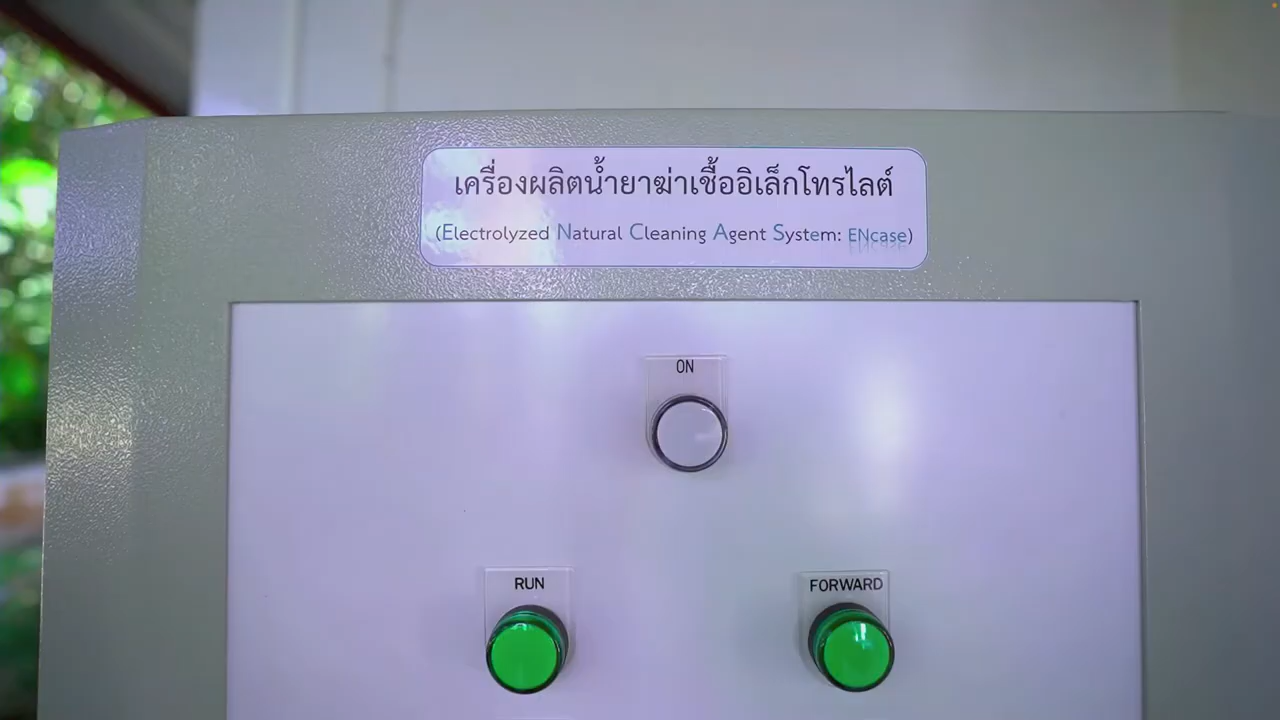 เครื่องผลิตน้ำยาฆ่าเชื้ออิเล็กโทรไลต์
(Electrolyzed Natural Cleaning Agent System: ENcase)
ON
RUN
FORWARD